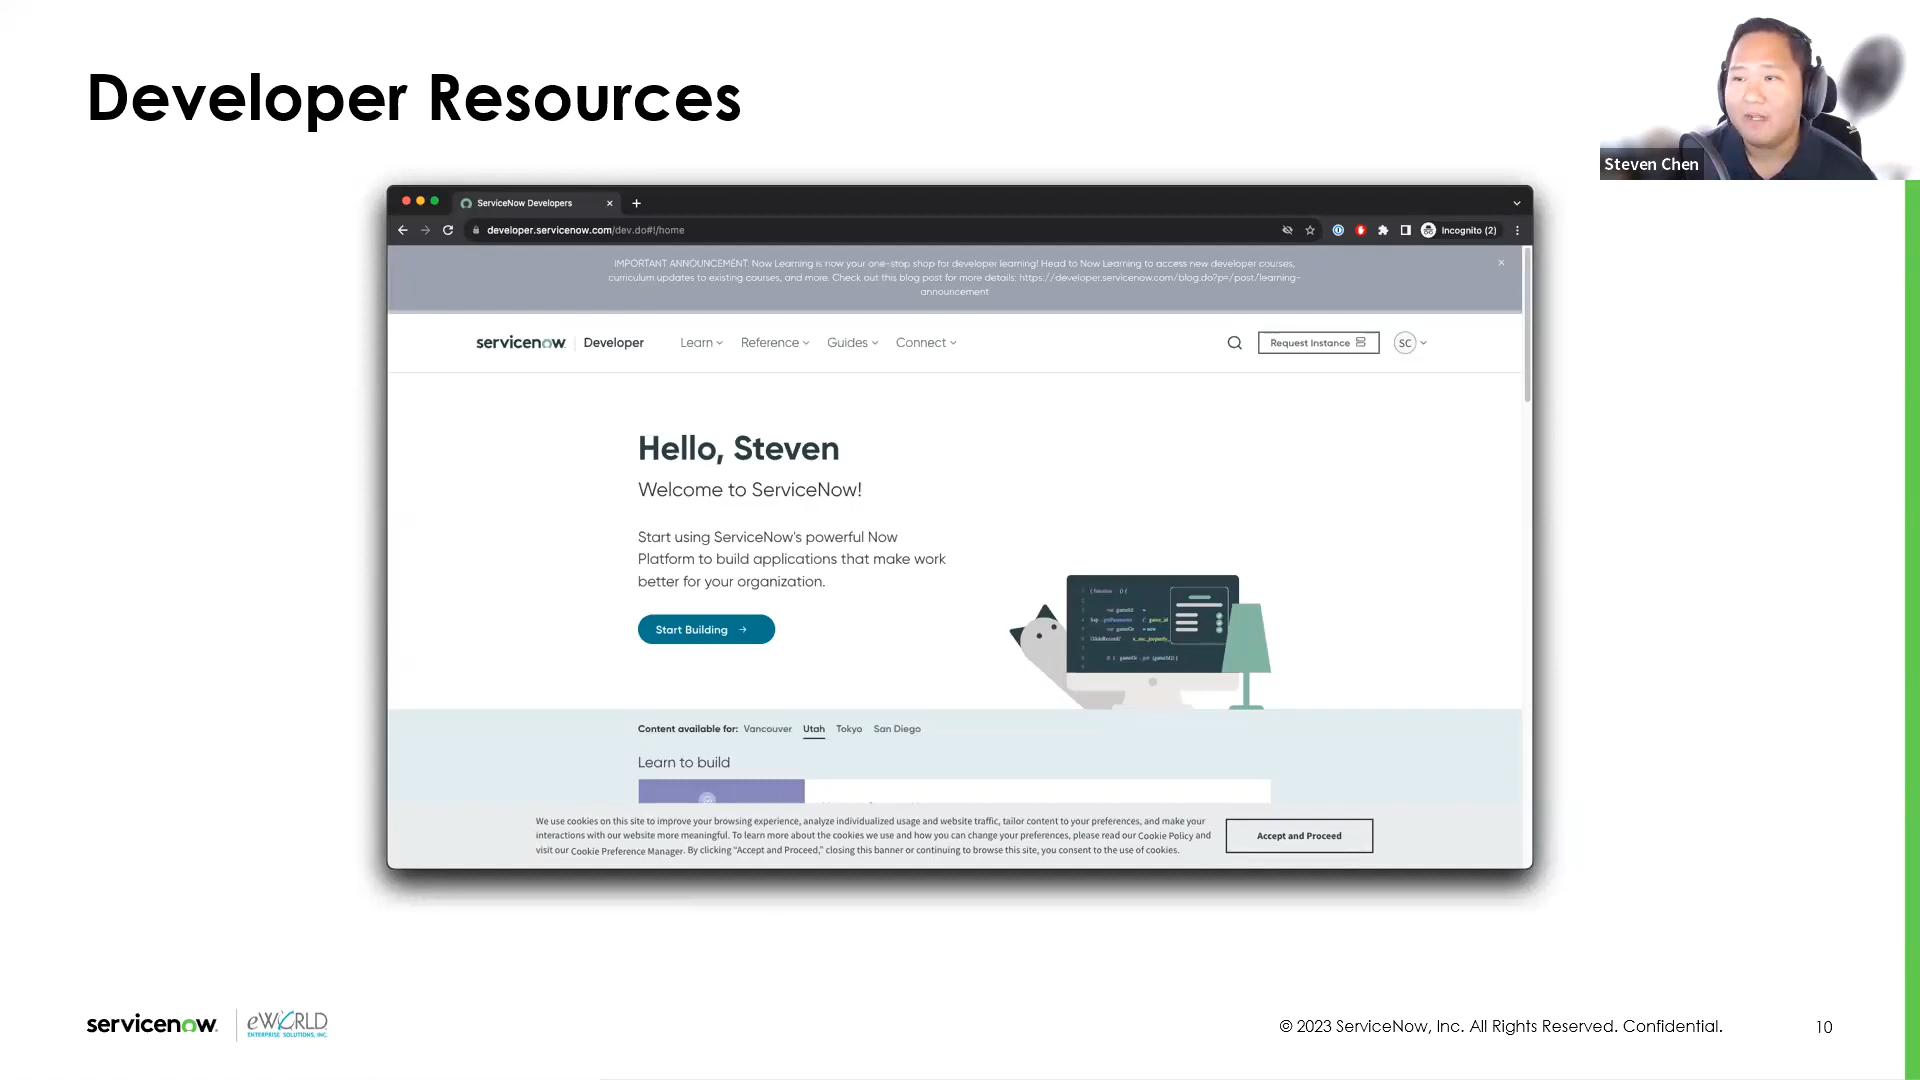 Developer Resources
Steven Chen
ServiceNow Developers
developer.servicenow.com/dev.do#!/home
Incognito (2)
IMPORTANT ANNOUNCEMENT: Now Learning is now your one-stop shop for developer learning! Head to Now Learning to access new developer courses,
curriculum updates to existing courses, and more. Check out this blog post for more details: https://developer.servicenow.com/blog.do?p=/post/learning-
announcement
servicenow Developer
Learn
Reference
Guides
Connect
Request Instance
SC
Hello, Steven
Welcome to ServiceNow!
Start using ServiceNow's powerful Now
Platform to build applications that make work
better for your organization.
Start Building
Content available for: Vancouver Utah Tokyo San Diego
Learn to build
We use cookies on this site to improve your browsing experience, analyze individualized usage and website traffic, tailor content to your preferences, and make your
interactions with our website more meaningful. To learn more about the cookies we use and how you can change your preferences, please read our Cookie Policy and
visit our Cookie Preference Manager. By clicking "Accept and Proceed," closing this banner or continuing to browse this site, you consent to the use of cookies.
Accept and Proceed
servicenow
eWORLD
ENTERPRISE SOLUTIONS, INC.
© 2023 ServiceNow, Inc. All Rights Reserved. Confidential.
10